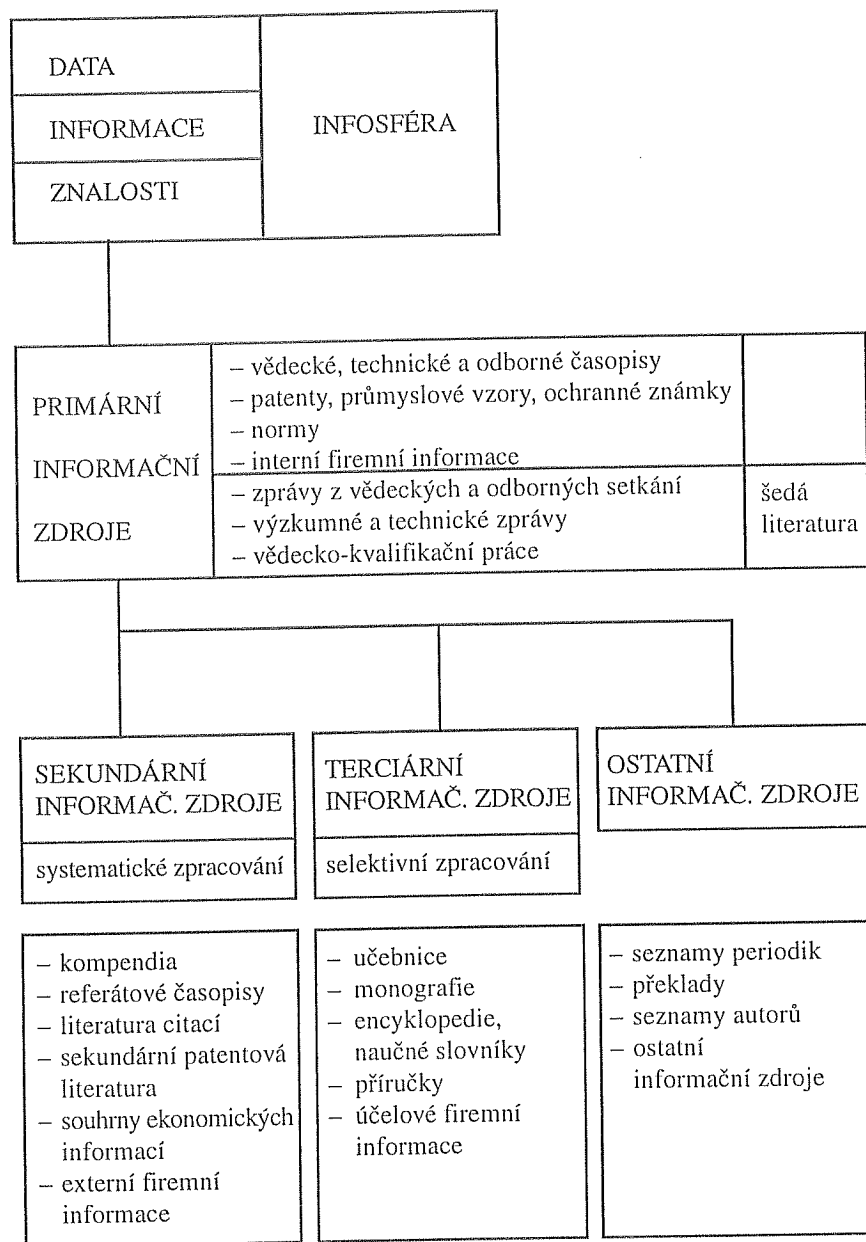 DATA
INFORMACE
ZNALOSTI
INFOSFÉRA
PRIMÁRNÍ
INFORMAČNÍ
ZDROJE
– vědecké, technické a odborné časopisy
– patenty, průmyslové vzory, ochranné známky
– normy
– interní firemní informace
– zprávy z vědeckých a odborných setkání
– výzkumné a technické zprávy
– vědecko-kvalifikační práce
šedá
literatura
SEKUNDÁRNÍ
INFORMAČ. ZDROJE
systematické zpracování
– kompendia
– referátové časopisy
– literatura citací
– sekundární patentová
literatura
– souhrny ekonomických
informací
– externí firemní
informace
TERCIÁRNÍ
INFORMAČ. ZDROJE
selektivní zpracování
– učebnice
– monografie
– encyklopedie,
naučné slovníky
– příručky
– účelové firemní
informace
OSTATNÍ
INFORMAČ. ZDROJE
– seznamy periodik
– překlady
– seznamy autorů
– ostatní
informační zdroje